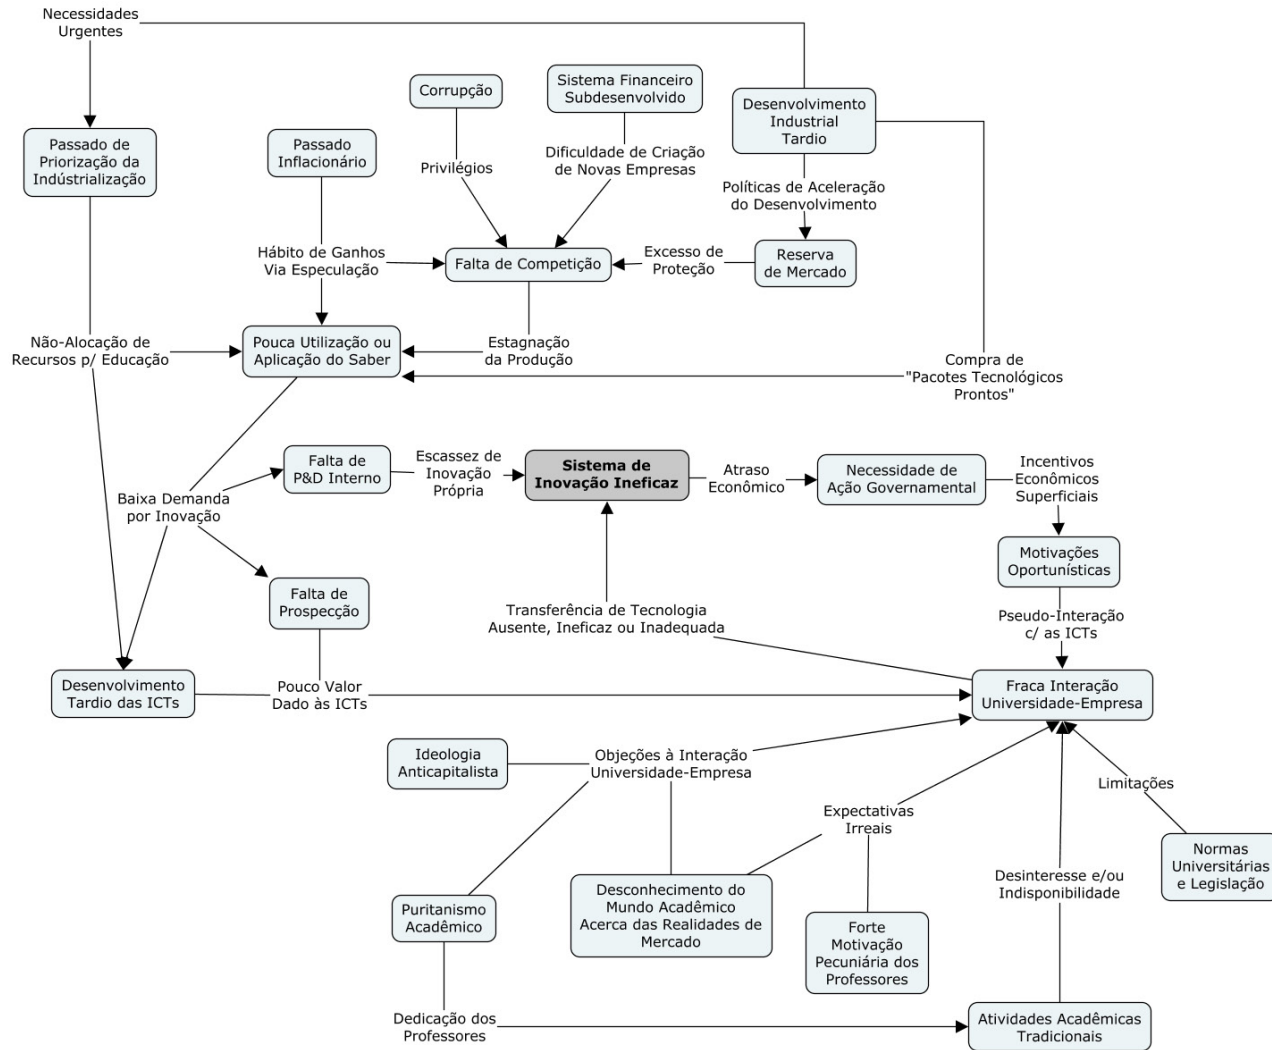 Necessidades
Urgentes
Corrupção
Sistema Financeiro
Subdesenvolvido
Desenvolvimento
Industrial
Tardio
Passado de
Priorização da
Indústrialização
Passado
Inflacionário
Privilégios
Dificuldade de Criação
de Novas Empresas
Políticas de Aceleração
do Desenvolvimento
Hábito de Ganhos
Via Especulação
Falta de Competição
Excesso de
Proteção
Reserva
de Mercado
Não-Alocação de
Recursos p/ Educação
Pouca Utilização ou
Aplicação do Saber
Estagnação
da Produção
Compra de
"Pacotes Tecnológicos
Prontos"
Falta de
P&D Interno
Escassez de
Inovação
Própria
Sistema de
Inovação Ineficaz
Atraso
Econômico
Necessidade de
Ação Governamental
Incentivos
Econômicos
Superficiais
Baixa Demanda
por Inovação
Motivações
Oportunísticas
Falta de
Prospecção
Transferência de Tecnologia
Ausente, Ineficaz ou Inadequada
Pseudo-Interação
c/ as ICTs
Desenvolvimento
Tardio das ICTs
Pouco Valor
Dado às ICTs
Fraca Interação
Universidade-Empresa
Ideologia
Anticapitalista
Objeções à Interação
Universidade-Empresa
Limitações
Expectativas
Irreais
Normas
Universitárias
e Legislação
Puritanismo
Acadêmico
Desconhecimento do
Mundo Acadêmico
Acerca das Realidades de
Mercado
Desinteresse e/ou
Indisponibilidade
Forte
Motivação
Pecuniária dos
Professores
Dedicação dos
Professores
Atividades Acadêmicas
Tradicionais